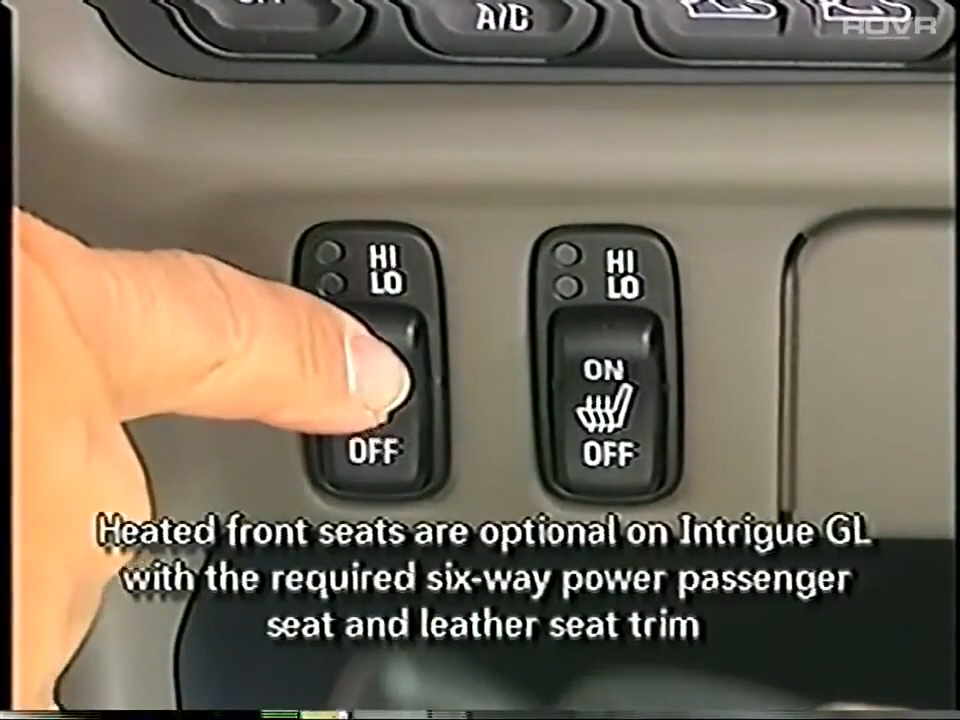 A/C
ROVR
HI
LO
OFF
HI
LO
ON
OFF
Heated front seats are optional on Intrigue GL
with the required six-way power passenger
seat and leather seat trim